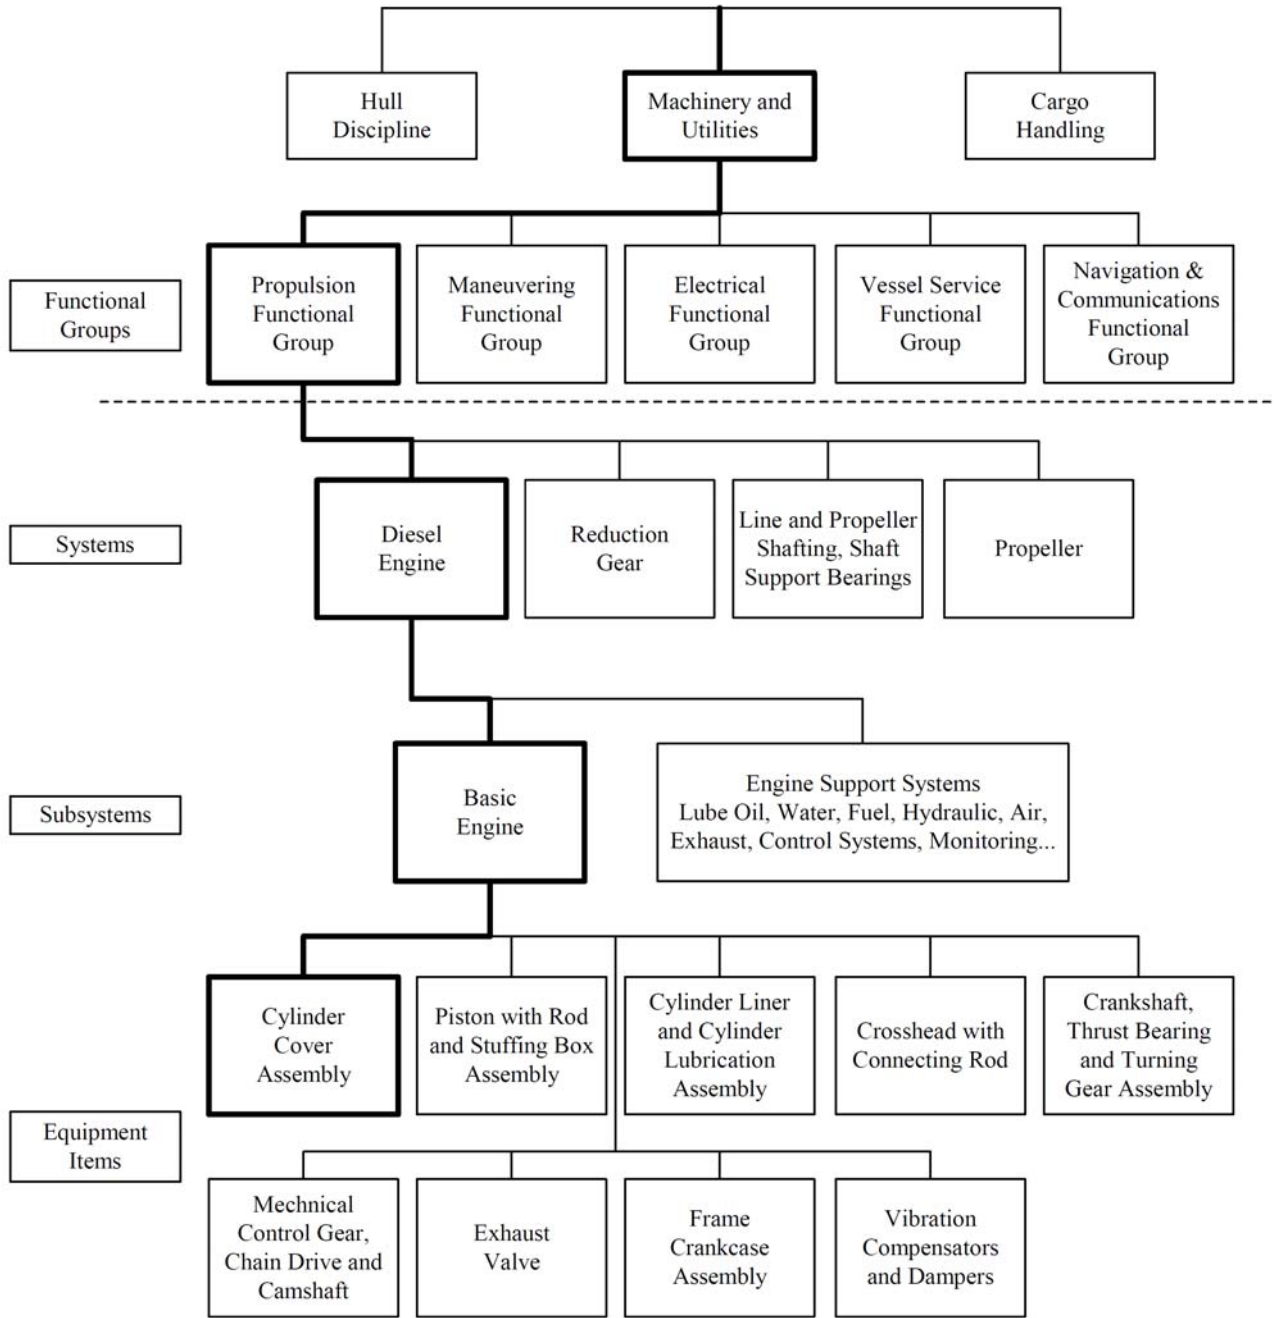 Hull
Discipline
Machinery and
Utilities
Cargo
Handling
Functional
Groups
Propulsion
Functional
Group
Maneuvering
Functional
Group
Electrical
Functional
Group
Vessel Service
Functional
Group
Navigation &
Communications
Functional
Group
Systems
Diesel
Engine
Reduction
Gear
Line and Propeller
Shafting, Shaft
Support Bearings
Propeller
Subsystems
Basic
Engine
Engine Support Systems
Lube Oil, Water, Fuel, Hydraulic, Air,
Exhaust, Control Systems, Monitoring...
Equipment
Items
Cylinder
Cover
Assembly
Piston with Rod
and Stuffing Box
Assembly
Cylinder Liner
and Cylinder
Lubrication
Assembly
Crosshead with
Connecting Rod
Crankshaft,
Thrust Bearing
and Turning
Gear Assembly
Mechnical
Control Gear,
Chain Drive and
Camshaft
Exhaust
Valve
Frame
Crankcase
Assembly
Vibration
Compensators
and Dampers